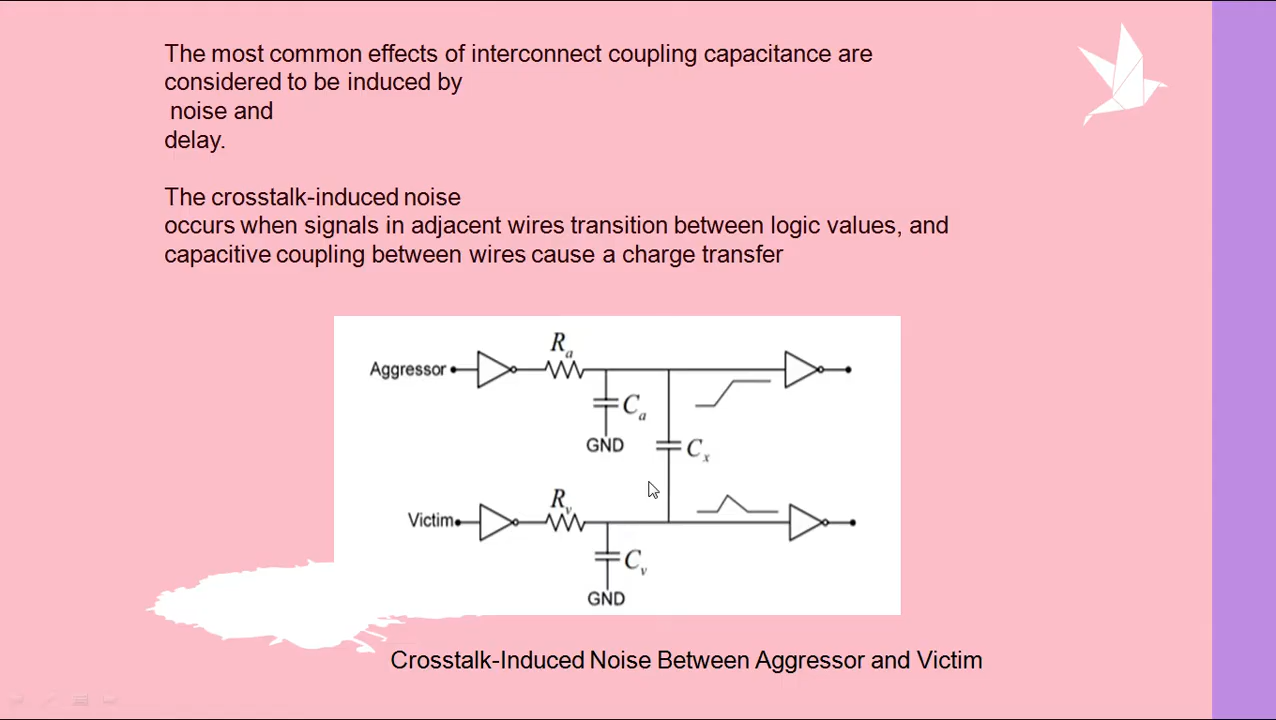 The most common effects of interconnect coupling capacitance are
considered to be induced by
noise and
delay.
The crosstalk-induced noise
occurs when signals in adjacent wires transition between logic values, and
capacitive coupling between wires cause a charge transfer
Aggressor
Ra
Ca
GND
Cx
Victim
Rv
Cv
GND
Crosstalk-Induced Noise Between Aggressor and Victim